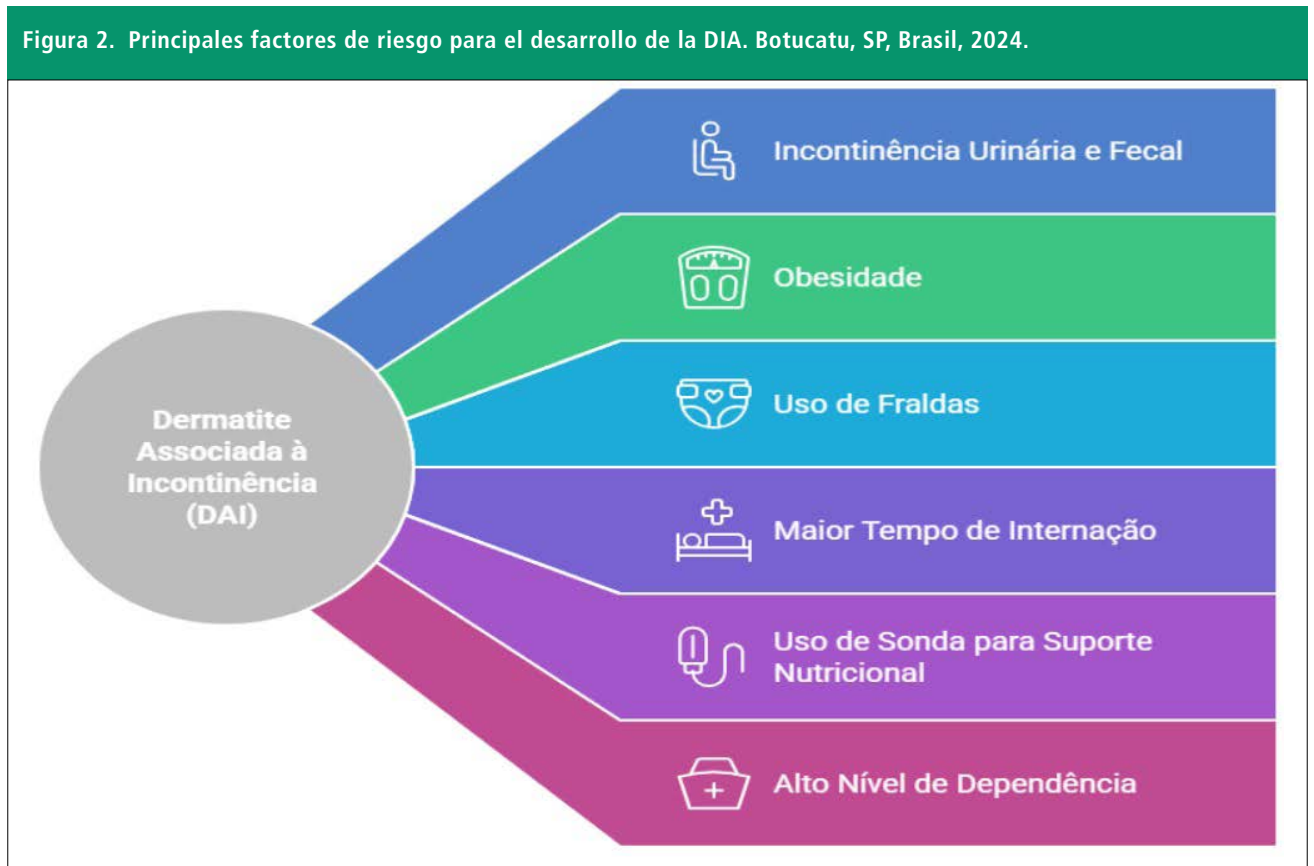 Figura 2. Principales factores de riesgo para el desarrollo de la DIA. Botucatu, SP, Brasil, 2024.
Dermatite
Associada à
Incontinência
(DAI)
Incontinência Urinária e Fecal
Obesidade
Uso de Fraldas
Maior Tempo de Internação
Uso de Sonda para Suporte
Nutricional
Alto Nível de Dependência